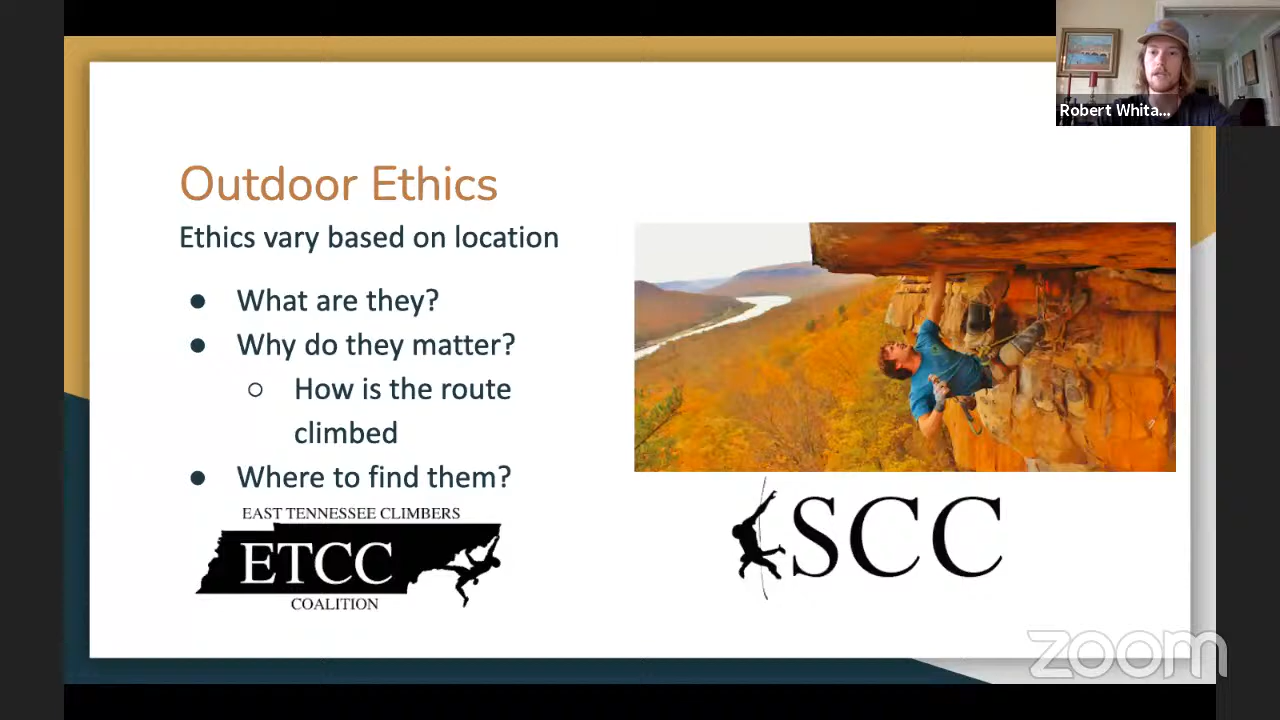 Robert Whita...
Outdoor Ethics
Ethics vary based on location
● What are they?
● Why do they matter?
○ How is the route
climbed
● Where to find them?
EAST TENNESSEE CLIMBERS
ETCC
COALITION
SCC
zoom